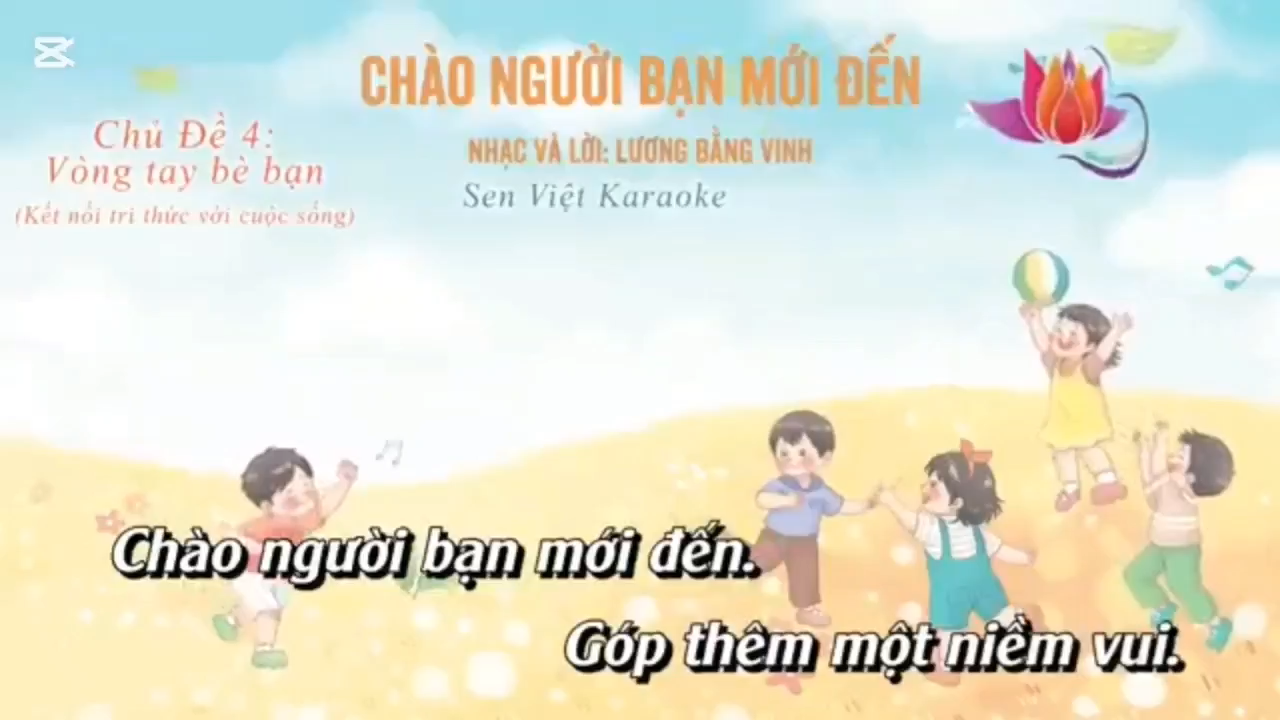 CHÀO NGƯỜI BẠN MỚI ĐẾN
Chủ Đề 4:
Vòng tay bè bạn
(Kết nối tri thức với cuộc sống)
NHẠC VÀ LỜI: LƯƠNG BẰNG VINH
Sen Việt Karaoke
Chào người bạn mới đến.
Góp thêm một niềm vui.